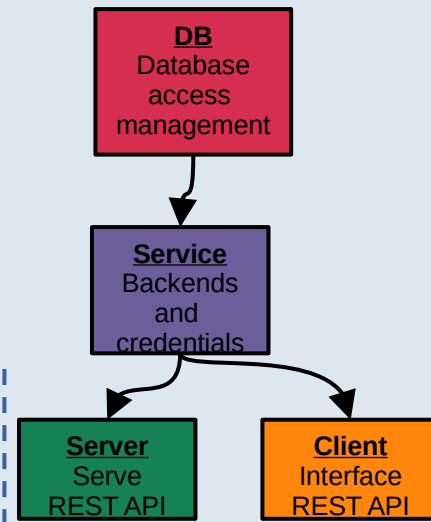 DB
Database
access
management
Service
Backends
and
credentials
Server
Serve
REST API
Client
Interface
REST API